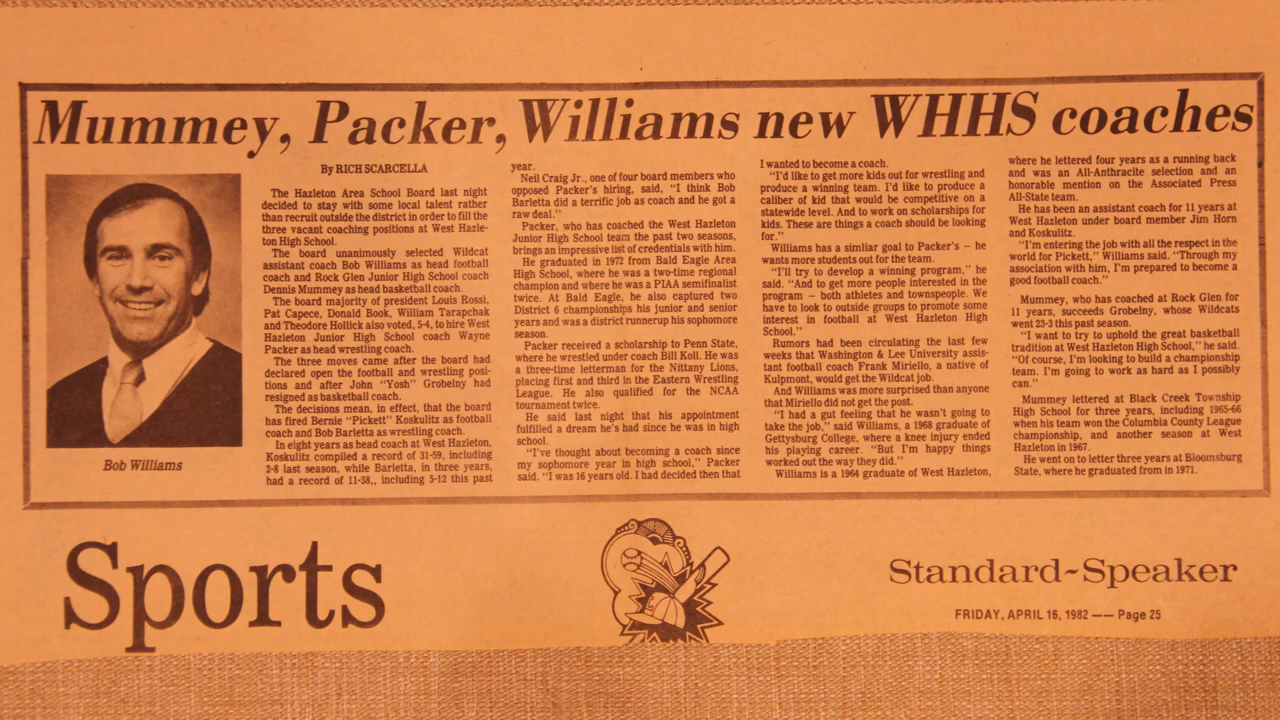 Mummey, Packer, Williams new WHHS coaches
Bob Williams
By RICH SCARCELLA
The Hazleton Area School Board last night
decided to stay with some local talent rather
than recruit outside the district in order to fill the
three vacant coaching positions at West Hazle-
ton High School.
The board unanimously selected Wildcat
assistant coach Bob Williams as head football
coach and Rock Glen Junior High School coach
Dennis Mummey as head basketball coach.
The board majority of president Louis Rossi,
Pat Capece, Donald Book, William Tarapchak
and Theodore Hollick also voted, 5-4, to hire West
Hazleton Junior High School coach Wayne
Packer as head wrestling coach.
The three moves came after the board had
declared open the football and wrestling posi-
tions and after John "Yosh" Grobelny had
resigned as basketball coach.
The decisions mean, in effect, that the board
has fired Bernie "Pickett" Koskulitz as football
coach and Bob Barletta as wrestling coach.
In eight years as head coach at West Hazleton,
Koskulitz compiled a record of 31-59, including
2-8 last season, while Barletta, in three years,
had a record of 11-38,, including 5-12 this past
year.
Neil Craig Jr., one of four board members who
opposed Packer's hiring, said, "I think Bob
Barletta did a terrific job as coach and he got a
raw deal."
Packer, who has coached the West Hazleton
Junior High School team the past two seasons,
brings an impressive list of credentials with him.
He graduated in 1972 from Bald Eagle Area
High School, where he was a two-time regional
champion and where he was a PIAA semifinalist
twice. At Bald Eagle, he also captured two
District 6 championships his junior and senior
years and was a district runnerup his sophomore
season.
Packer received a scholarship to Penn State,
where he wrestled under coach Bill Koll. He was
a three-time letterman for the Nittany Lions,
placing first and third in the Eastern Wrestling
League. He also qualified for the NCAA
tournament twice.
He said last night that his appointment
fulfilled a dream he's had since he was in high
school.
"I've thought about becoming a coach since
my sophomore year in high school," Packer
said. "I was 16 years old. I had decided then that
I wanted to become a coach.
"I'd like to get more kids out for wrestling and
produce a winning team. I'd like to produce a
caliber of kid that would be competitive on a
statewide level. And to work on scholarships for
kids. These are things a coach should be looking
for."
Williams has a simliar goal to Packer's — he
wants more students out for the team.
"I'll try to develop a winning program," he
said. "And to get more people interested in the
program — both athletes and townspeople. We
have to look to outside groups to promote some
interest in football at West Hazleton High
School."
Rumors had been circulating the last few
weeks that Washington & Lee University assis-
tant football coach Frank Miriello, a native of
Kulpmont, would get the Wildcat job.
And Williams was more surprised than anyone
that Miriello did not get the post.
"I had a gut feeling that he wasn't going to
take the job," said Williams, a 1968 graduate of
Gettysburg College, where a knee injury ended
his playing career. "But I'm happy things
worked out the way they did."
Williams is a 1964 graduate of West Hazleton,
where he lettered four years as a running back
and was an All-Anthracite selection and an
honorable mention on the Associated Press
All-State team.
He has been an assistant coach for 11 years at
West Hazleton under board member Jim Horn
and Koskulitz.
"I'm entering the job with all the respect in the
world for Pickett," Williams said. "Through my
association with him, I'm prepared to become a
good football coach."
Mummey, who has coached at Rock Glen for
11 years, succeeds Grobelny, whose Wildcats
went 23-3 this past season.
"I want to try to uphold the great basketball
tradition at West Hazleton High School," he said.
"Of course, I'm looking to build a championship
team. I'm going to work as hard as I possibly
can."
Mummey lettered at Black Creek Township
High School for three years, including 1965-66
when his team won the Columbia County League
championship, and another season at West
Hazleton in 1967.
He went on to letter three years at Bloomsburg
State, where he graduated from in 1971.
Sports
Standard~Speaker
FRIDAY, APRIL 16, 1982 —— Page 25